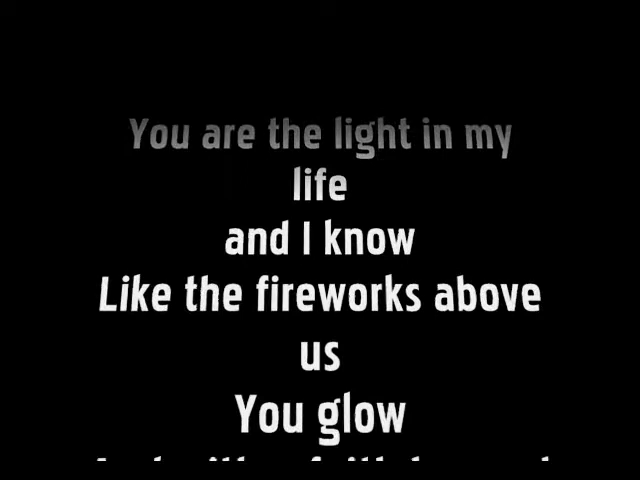 You are the light in my
life
and I know
Like the fireworks above
us
You glow